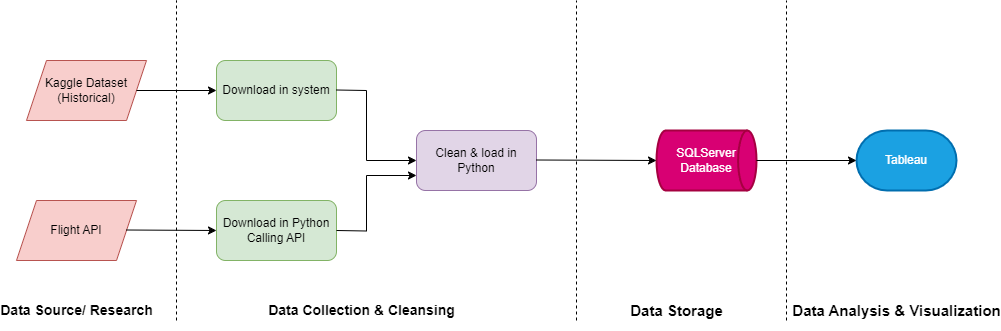 Kaggle Dataset
(Historical)
Download in system
Clean & load in
Python
SQLServer
Database
Tableau
Flight API
Download in Python
Calling API
Data Source/ Research
Data Collection & Cleansing
Data Storage
Data Analysis & Visualization